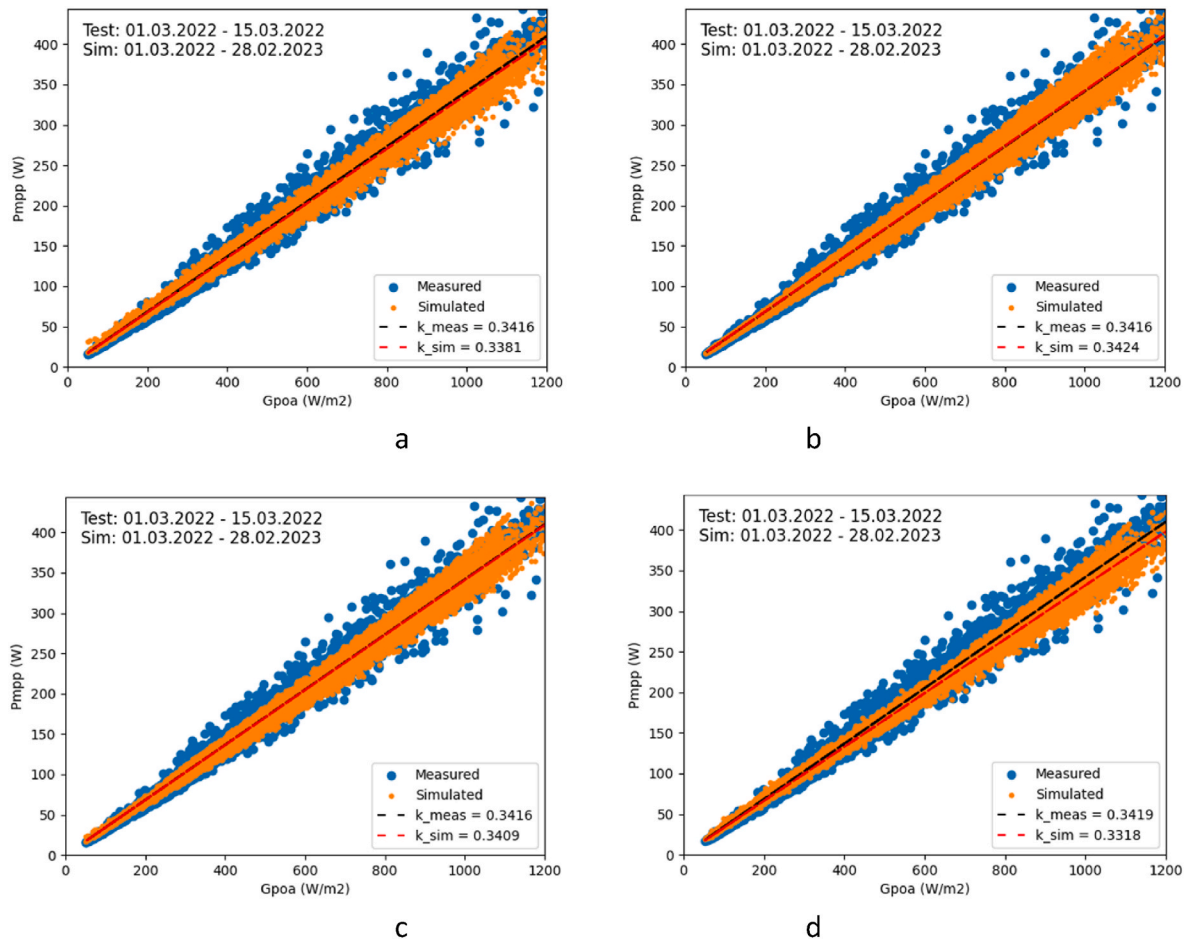 Test: 01.03.2022 - 15.03.2022
Sim: 01.03.2022 - 28.02.2023
Pmpp (W)
400
350
300
250
200
150
100
50
0
Measured
Simulated
k_meas = 0.3416
k_sim = 0.3381
0 200 400 600 800 1000 1200
Gpoa (W/m2)
a
Test: 01.03.2022 - 15.03.2022
Sim: 01.03.2022 - 28.02.2023
Pmpp (W)
400
350
300
250
200
150
100
50
0
Measured
Simulated
k_meas = 0.3416
k_sim = 0.3424
0 200 400 600 800 1000 1200
Gpoa (W/m2)
b
Test: 01.03.2022 - 15.03.2022
Sim: 01.03.2022 - 28.02.2023
Pmpp (W)
400
350
300
250
200
150
100
50
0
Measured
Simulated
k_meas = 0.3416
k_sim = 0.3409
0 200 400 600 800 1000 1200
Gpoa (W/m2)
c
Test: 01.03.2022 - 15.03.2022
Sim: 01.03.2022 - 28.02.2023
Pmpp (W)
400
350
300
250
200
150
100
50
0
Measured
Simulated
k_meas = 0.3419
k_sim = 0.3318
0 200 400 600 800 1000 1200
Gpoa (W/m2)
d